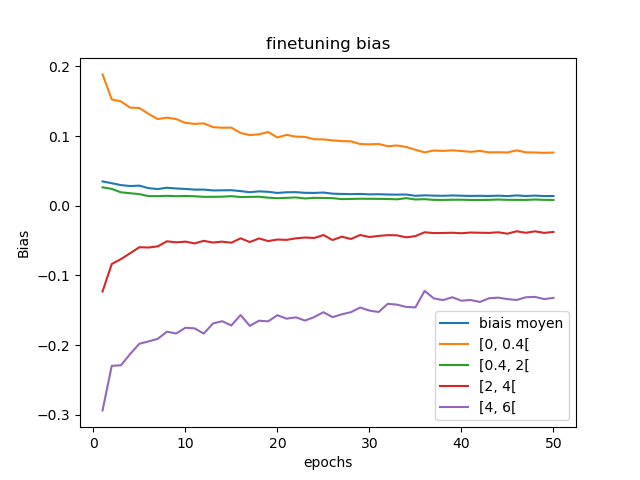 finetuning bias
0.2
0.1
0.0
−0.1
−0.2
−0.3
Bias
0 10 20 30 40 50
epochs
biais moyen
[0, 0.4[
[0.4, 2[
[2, 4[
[4, 6[